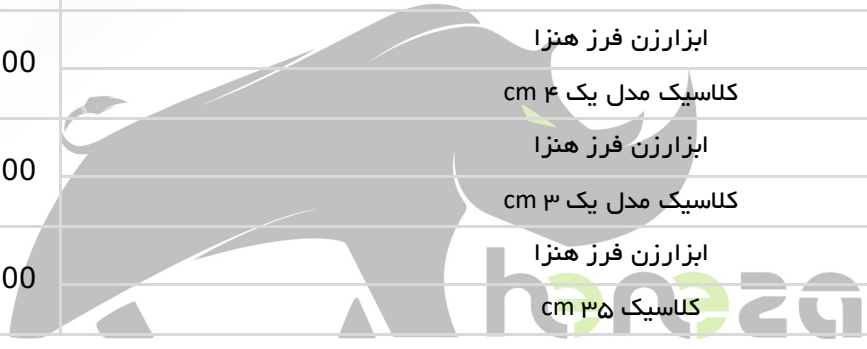 ابزارزن فرز هنزا
00
کلاسیک مدل یک ۴ cm
ابزارزن فرز هنزا
00
کلاسیک مدل یک ۳ cm
ابزارزن فرز هنزا
00
کلاسیک ۳۵ cm
heneza